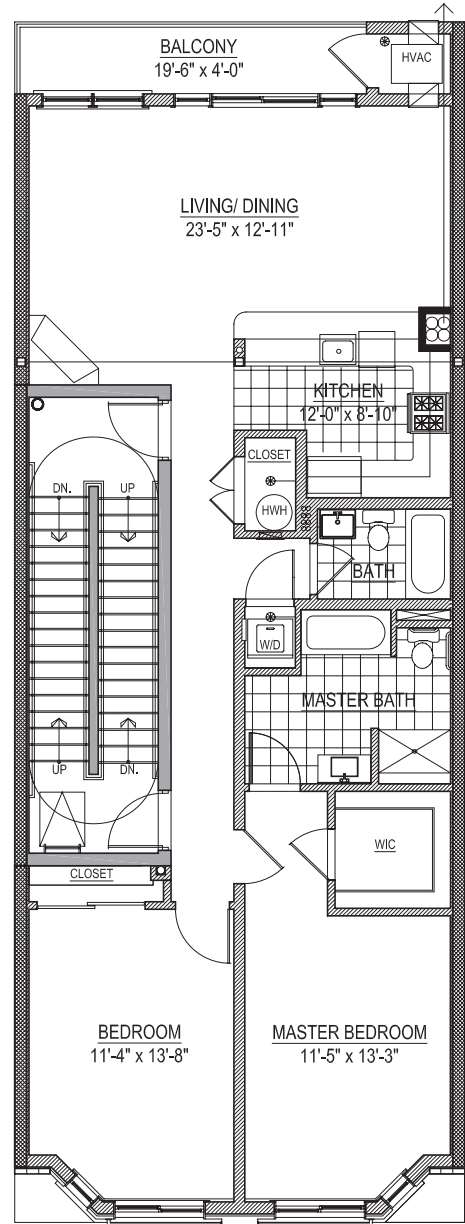 BALCONY
19'-6" x 4'-0"
HVAC
LIVING/ DINING
23'-5" x 12'-11"
KITCHEN
12'-0" x 8'-10"
CLOSET
HWH
DN.
UP
BATH
W/D
MASTER BATH
UP
DN.
WIC
CLOSET
BEDROOM
11'-4" x 13'-8"
MASTER BEDROOM
11'-5" x 13'-3"